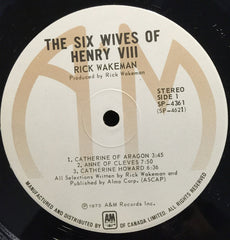 THE SIX WIVES OF
HENRY VIII
RICK WAKEMAN
Produced by Rick Wakeman
STEREO
SIDE 1
SP-4361
(SP-4621)
1. CATHERINE OF ARAGON 3:45
2. ANNE OF CLEVES 7:50
3. CATHERINE HOWARD 6:36
All Selections Written by Rick Wakeman and
Published by Almo Corp. (ASCAP)
© 1973 A&M Records Inc.
MANUFACTURED AND DISTRIBUTED BY A&M RECORDS OF CANADA LIMITED. ALL RIGHTS RESERVED.
A&M